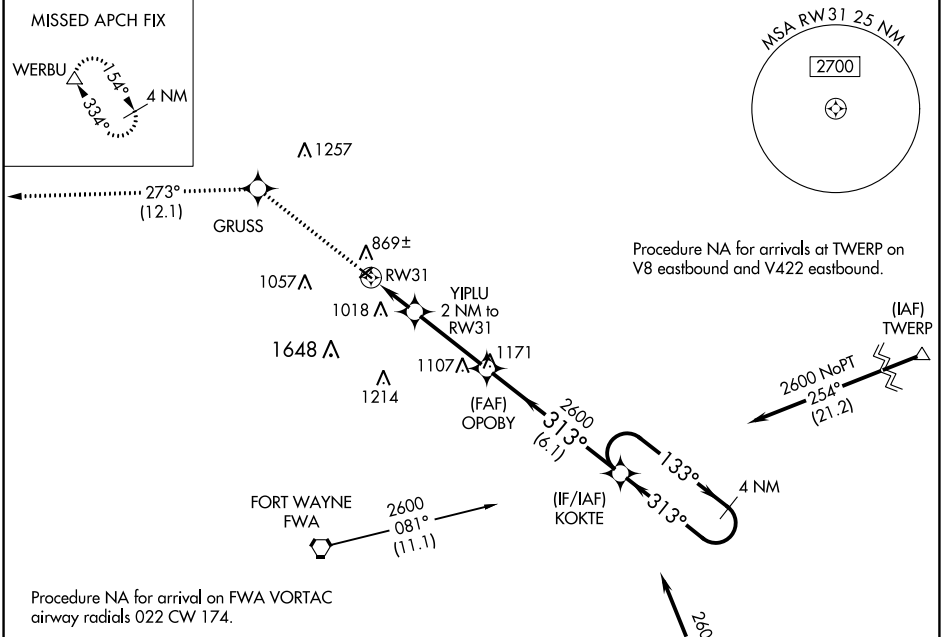 MISSED APCH FIX
WERBU
154°
4 NM
334°
MSA RW31 25 NM
2700
1257
273°
(12.1)
GRUSS
869±
RW31
1057
1018
YIPLU
2 NM to
RW31
Procedure NA for arrivals at TWERP on
V8 eastbound and V422 eastbound.
(IAF)
TWERP
2600 NoPT
254°
(21.2)
1648
1107
1171
1214
(FAF)
OPOBY
2600
313°
(6.1)
133°
4 NM
313°
(IF/IAF)
KOKTE
FORT WAYNE
FWA
2600
081°
(11.1)
Procedure NA for arrival on FWA VORTAC
airway radials 022 CW 174.